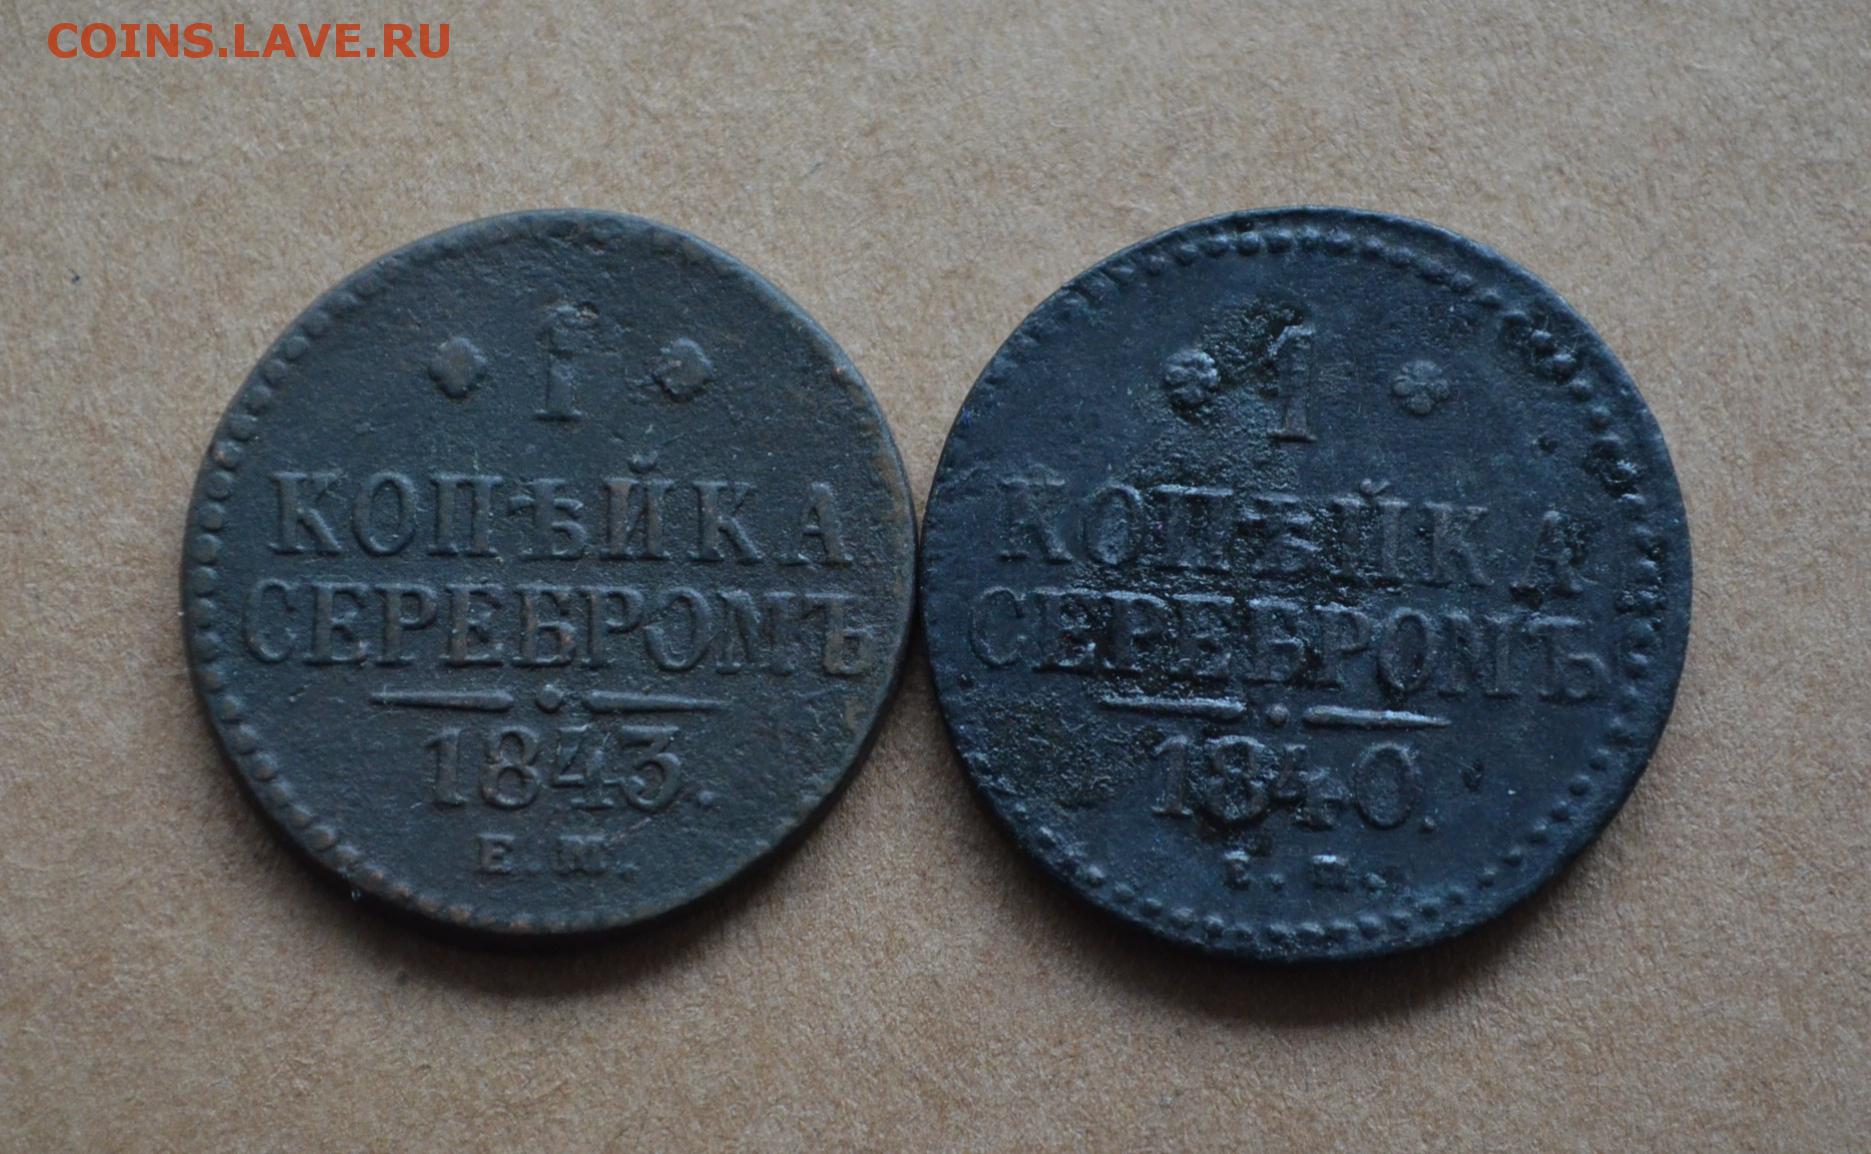 COINS.LAVE.RU
1
КОПѢЙКА
СЕРЕБРОМЪ
1843.
Е.М.
1
КОПѢЙКА
СЕРЕБРОМЪ
1840.